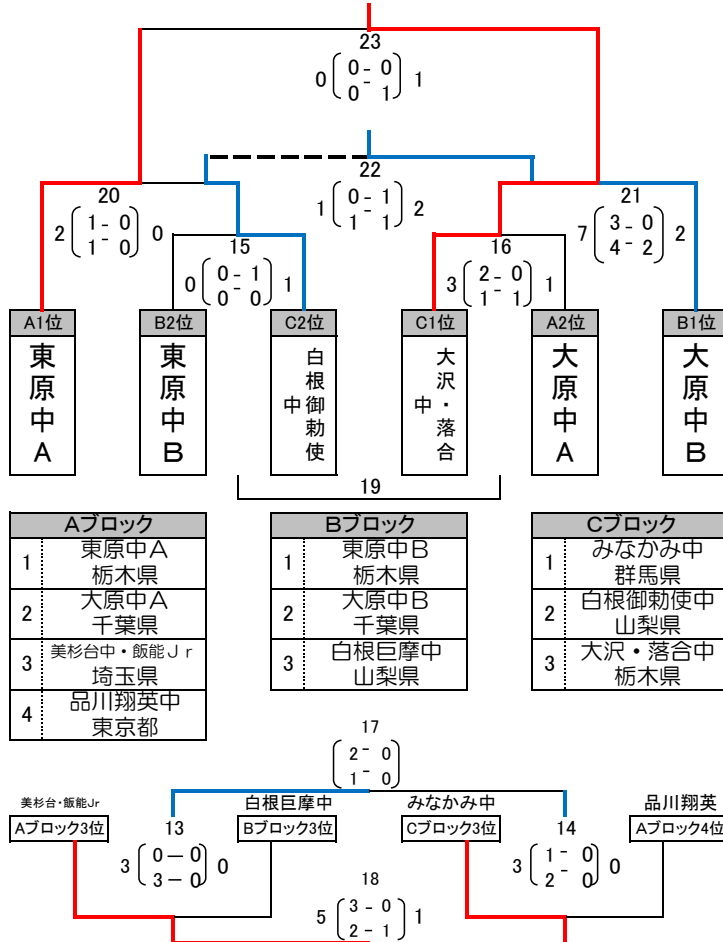 23
0 0 - 0 1
0 - 1
22
1 0 - 1 2
1 - 1
20
2 1 - 0 0
1 - 0
21
7 3 - 0 2
4 - 2
15
0 0 - 1 1
0 - 0
16
3 2 - 0 1
1 - 1
A1位 B2位 C2位 C1位 A2位 B1位
東原中A
東原中B
白根御勅使中
大沢・落合中
大原中A
大原中B
19
Aブロック
1 東原中A
栃木県
2 大原中A
千葉県
3 美杉台中・飯能Jr
埼玉県
4 品川翔英中
東京都
Bブロック
1 東原中B
栃木県
2 大原中B
千葉県
3 白根巨摩中
山梨県
Cブロック
1 みなかみ中
群馬県
2 白根御勅使中
山梨県
3 大沢・落合中
栃木県
17
2 - 0
1 - 0
美杉台・飯能Jr 白根巨摩中 みなかみ中 品川翔英
Aブロック3位 Bブロック3位 Cブロック3位 Aブロック4位
13
3 0 ー 0 0
3 ー 0
14
3 1 - 0 0
2 - 0
18
5 3 - 0 1
2 - 1